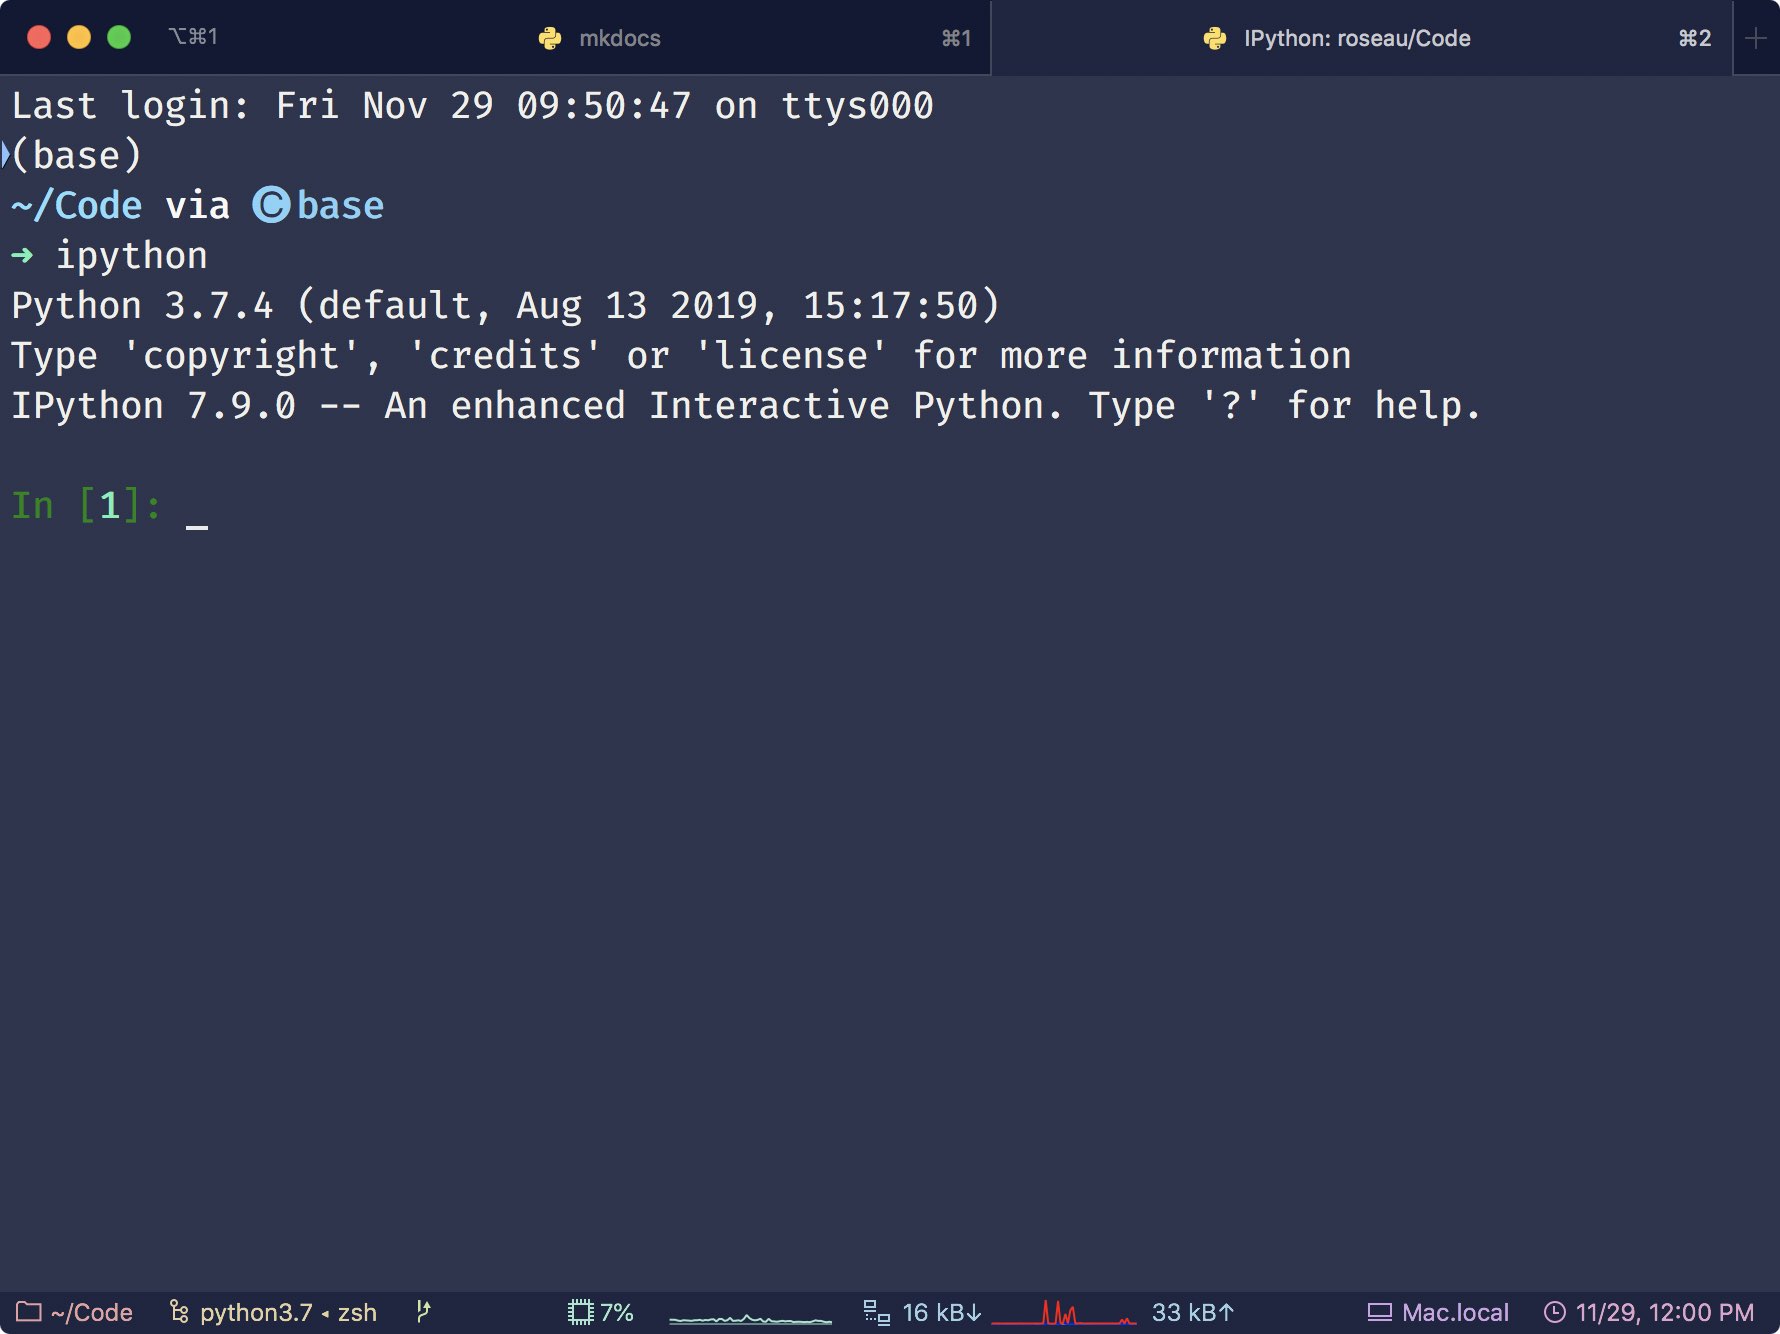 ⌥⌘1 mkdocs ⌘1 IPython: roseau/Code ⌘2
Last login: Fri Nov 29 09:50:47 on ttys000
(base)
~/Code via ©base
→ ipython
Python 3.7.4 (default, Aug 13 2019, 15:17:50)
Type 'copyright', 'credits' or 'license' for more information
IPython 7.9.0 -- An enhanced Interactive Python. Type '?' for help.
In [1]: _
~/Code python3.7 ◂ zsh 7% 16 kB↓ 33 kB↑ Mac.local 11/29, 12:00 PM